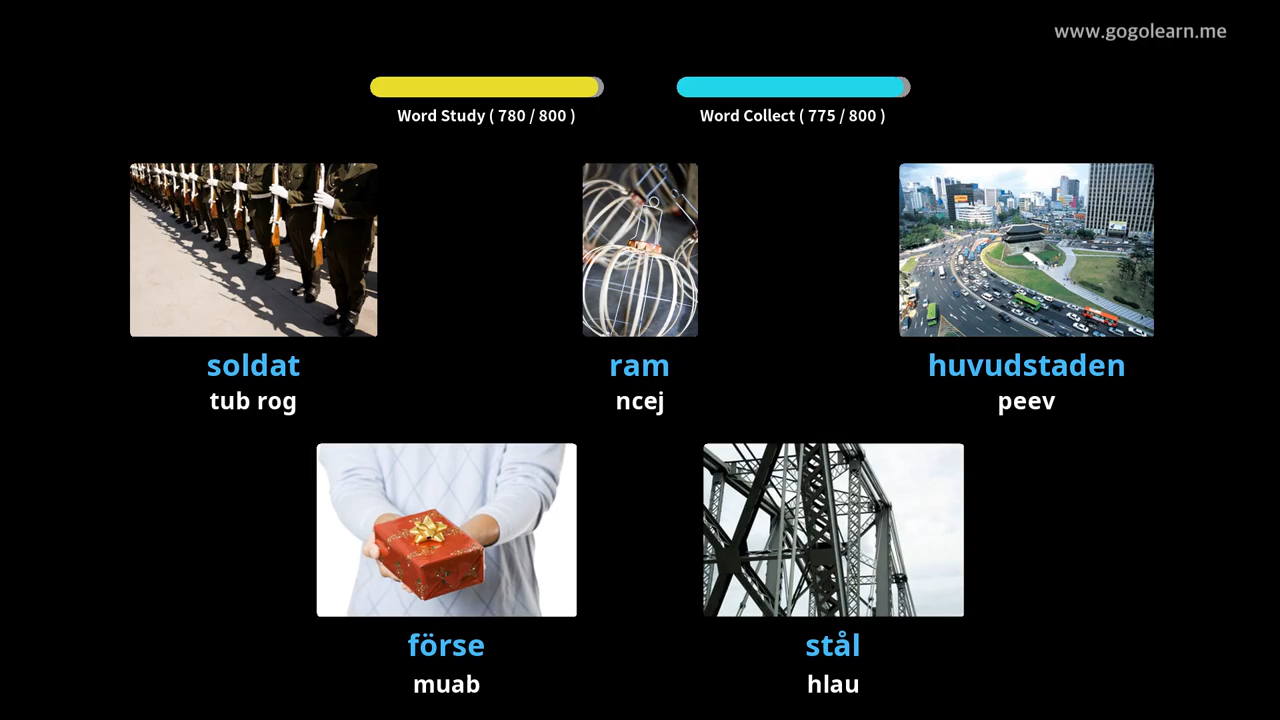 www.gogolearn.me
Word Study ( 780 / 800 )
Word Collect ( 775 / 800 )
soldat
tub rog
ram
ncej
huvudstaden
peev
förse
muab
stål
hlau